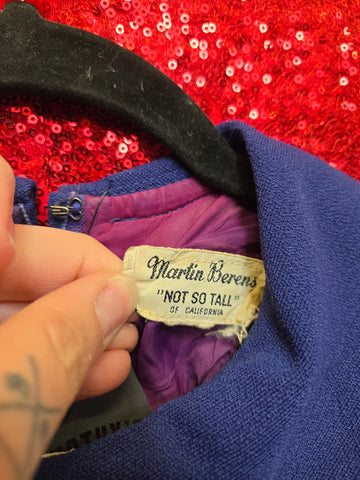 Martin Berens
"NOT SO TALL"
OF CALIFORNIA